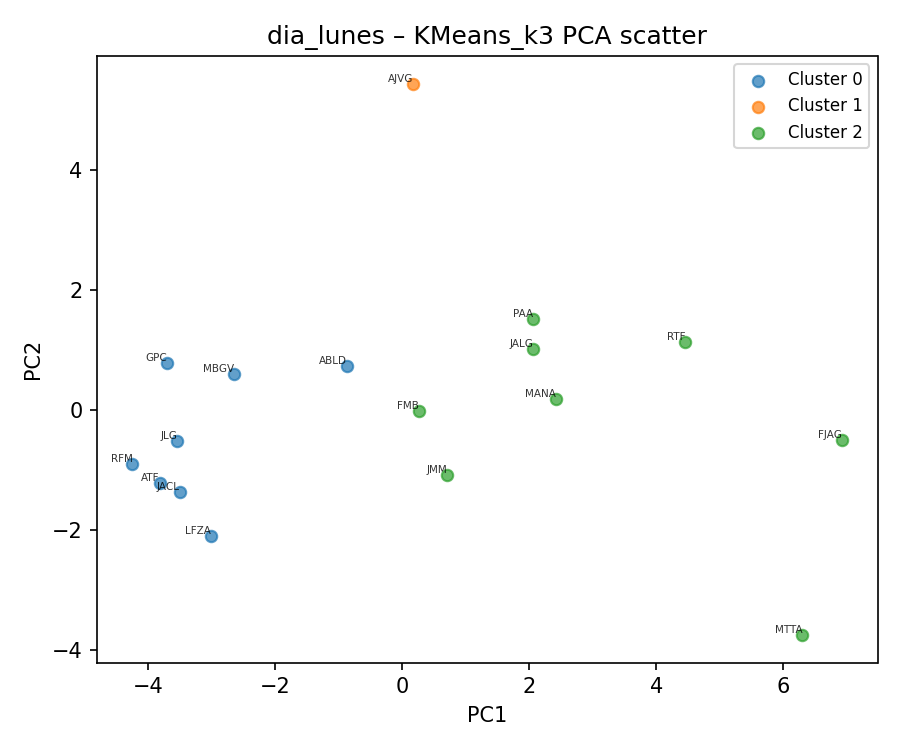 dia_lunes – KMeans_k3 PCA scatter
AJVG
Cluster 0
Cluster 1
Cluster 2
4
2
0
−2
−4
PC2
PAA
RTF
JALG
GPC
MBGV
ABLD
MANA
FMB
FJAG
JLG
RFM
JMM
ATF
JACL
LFZA
MTTA
−4
−2
0
2
4
6
PC1